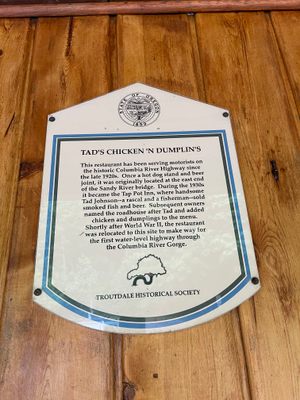 STATE OF OREGON
1859
TAD'S CHICKEN 'N DUMPLIN'S
This restaurant has been serving motorists on
the historic Columbia River Highway since
the late 1920s. Once a hot dog stand and beer
joint, it was originally located at the east end
of the Sandy River bridge. During the 1930s
it became the Tap Pot Inn, where handsome
Tad Johnson–a rascal and a fisherman–sold
smoked fish and beer. Subsequent owners
named the roadhouse after Tad and added
chicken and dumplings to the menu.
Shortly after World War II, the restaurant
was relocated to this site to make way for
the first water-level highway through
the Columbia River Gorge.
TROUTDALE HISTORICAL SOCIETY